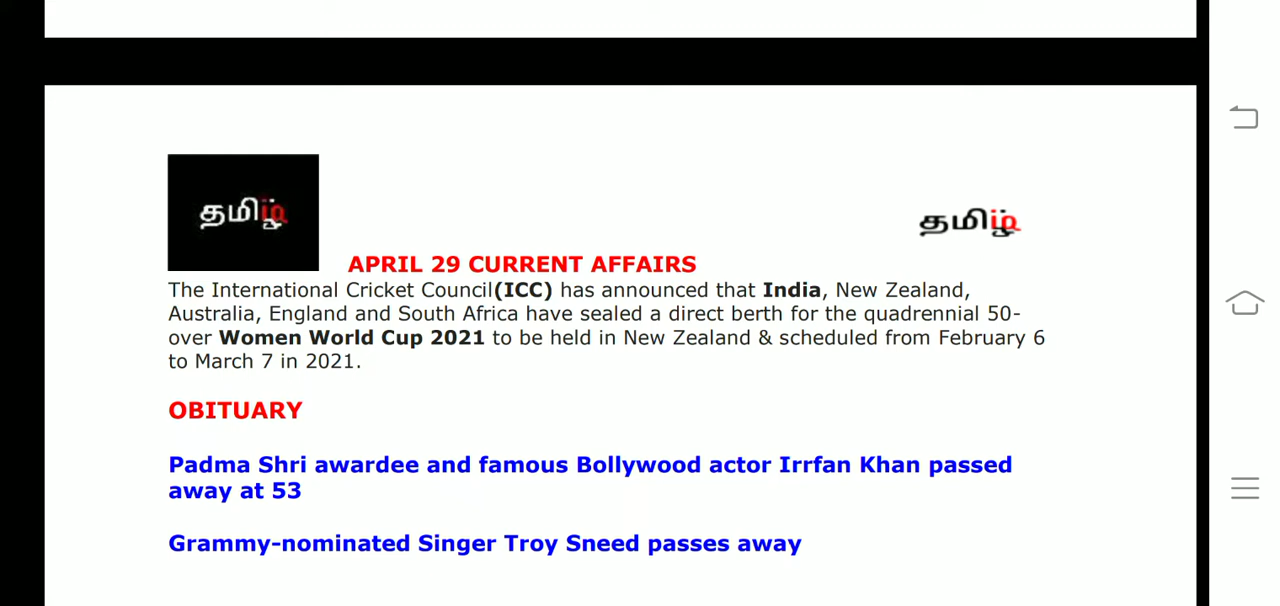 தமிழ்
தமிழ்
APRIL 29 CURRENT AFFAIRS
The International Cricket Council(ICC) has announced that India, New Zealand,
Australia, England and South Africa have sealed a direct berth for the quadrennial 50-
over Women World Cup 2021 to be held in New Zealand & scheduled from February 6
to March 7 in 2021.
OBITUARY
Padma Shri awardee and famous Bollywood actor Irrfan Khan passed
away at 53
Grammy-nominated Singer Troy Sneed passes away